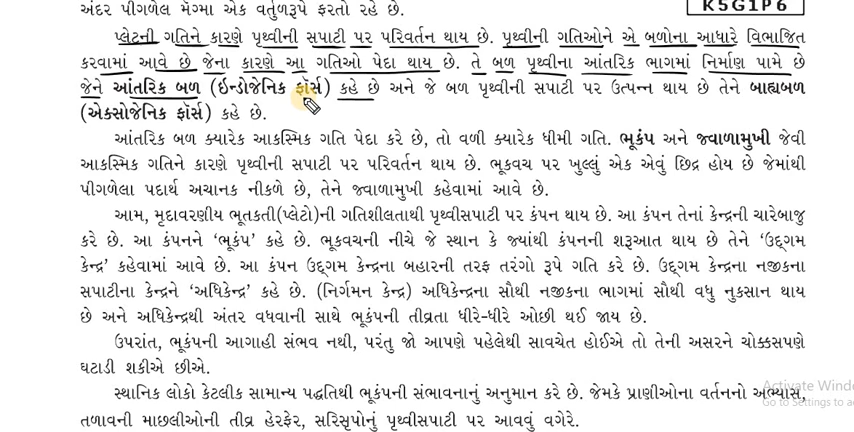 અંદર પીગળેલ મૅગ્મા એક વર્તુળરૂપે ફરતો રહે છે.
K5G1P6
પ્લેટની ગતિને કારણે પૃથ્વીની સપાટી પર પરિવર્તન થાય છે. પૃથ્વીની ગતિઓને એ બળોના આધારે વિભાજિત
કરવામાં આવે છે જેના કારણે આ ગતિઓ પેદા થાય છે. તે બળ પૃથ્વીના આંતરિક ભાગમાં નિર્માણ પામે છે
જેને આંતરિક બળ (ઇન્ડોજેનિક ફૉર્સ) કહે છે અને જે બળ પૃથ્વીની સપાટી પર ઉત્પન્ન થાય છે તેને બાહ્યબળ
(એક્સોજેનિક ફૉર્સ) કહે છે.
આંતરિક બળ ક્યારેક આકસ્મિક ગતિ પેદા કરે છે, તો વળી ક્યારેક ધીમી ગતિ. ભૂકંપ અને જ્વાળામુખી જેવી
આકસ્મિક ગતિને કારણે પૃથ્વીની સપાટી પર પરિવર્તન થાય છે. ભૂકવચ પર ખુલ્લું એક એવું છિદ્ર હોય છે જેમાંથી
પીગળેલા પદાર્થ અચાનક નીકળે છે, તેને જ્વાળામુખી કહેવામાં આવે છે.
આમ, મૃદાવરણીય ભૂતકતી(પ્લેટો)ની ગતિશીલતાથી પૃથ્વીસપાટી પર કંપન થાય છે. આ કંપન તેનાં કેન્દ્રની ચારેબાજુ
કરે છે. આ કંપનને ‘ભૂકંપ’ કહે છે. ભૂકવચની નીચે જે સ્થાન કે જ્યાંથી કંપનની શરૂઆત થાય છે તેને ‘ઉદ્દગમ
કેન્દ્ર’ કહેવામાં આવે છે. આ કંપન ઉદ્દગમ કેન્દ્રના બહારની તરફ તરંગો રૂપે ગતિ કરે છે. ઉદ્દગમ કેન્દ્રના નજીકના
સપાટીના કેન્દ્રને ‘અધિકેન્દ્ર’ કહે છે. (નિર્ગમન કેન્દ્ર) અધિકેન્દ્રના સૌથી નજીકના ભાગમાં સૌથી વધુ નુકસાન થાય
છે અને અધિકેન્દ્રથી અંતર વધવાની સાથે ભૂકંપની તીવ્રતા ધીરે-ધીરે ઓછી થઈ જાય છે.
ઉપરાંત, ભૂકંપની આગાહી સંભવ નથી, પરંતુ જો આપણે પહેલેથી સાવચેત હોઈએ તો તેની અસરને ચોક્કસપણે
ઘટાડી શકીએ છીએ.
સ્થાનિક લોકો કેટલીક સામાન્ય પદ્ધતિથી ભૂકંપની સંભાવનાનું અનુમાન કરે છે. જેમકે પ્રાણીઓના વર્તનનો અભ્યાસ,
તળાવની માછલીઓની તીવ્ર હેરફેર, સરિસૃપોનું પૃથ્વીસપાટી પર આવવું વગેરે.
Activate Windo
Go to Settings to a